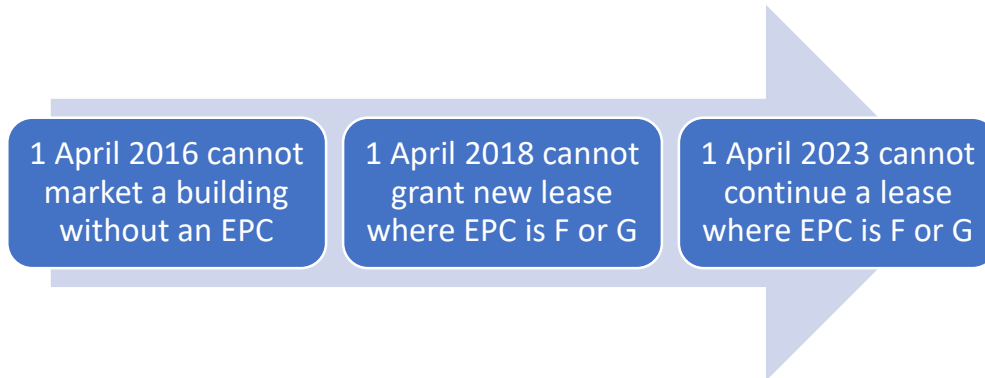 1 April 2016 cannot
market a building
without an EPC
1 April 2018 cannot
grant new lease
where EPC is F or G
1 April 2023 cannot
continue a lease
where EPC is F or G